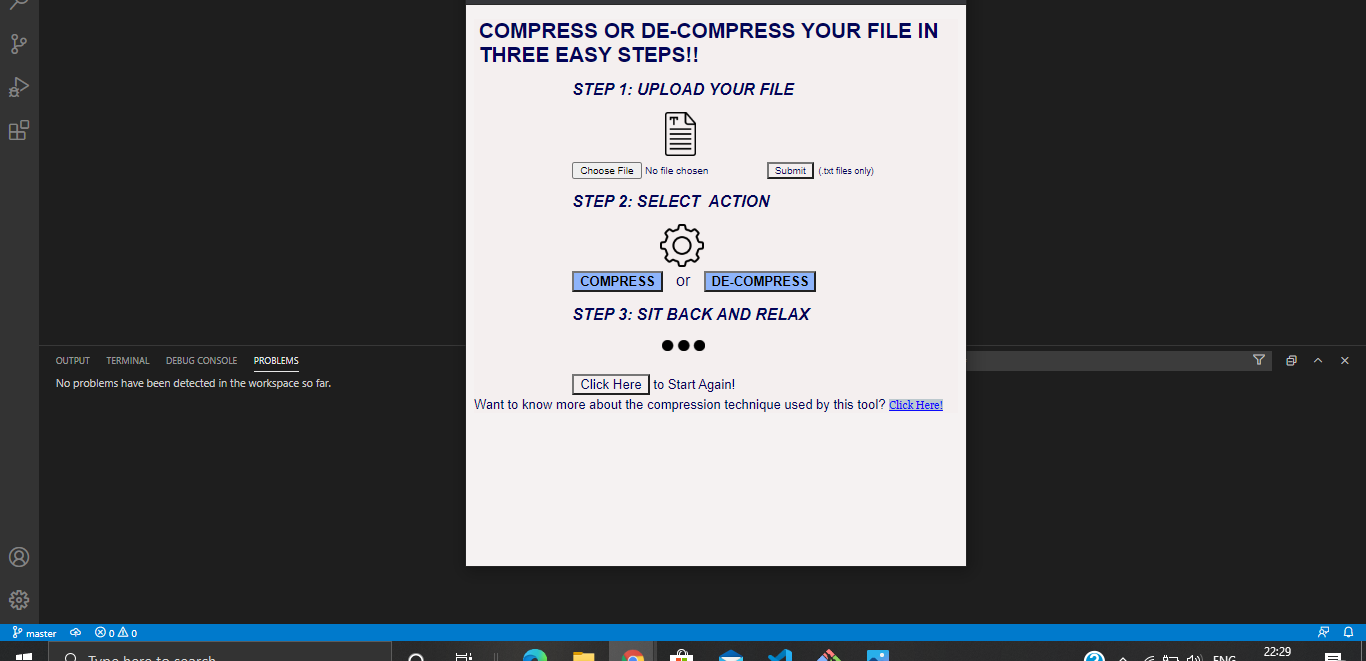 COMPRESS OR DE-COMPRESS YOUR FILE IN
THREE EASY STEPS!!
STEP 1: UPLOAD YOUR FILE
T
Choose File No file chosen Submit (.txt files only)
STEP 2: SELECT ACTION
COMPRESS or DE-COMPRESS
STEP 3: SIT BACK AND RELAX
Click Here to Start Again!
Want to know more about the compression technique used by this tool? Click Here!
OUTPUT TERMINAL DEBUG CONSOLE PROBLEMS
No problems have been detected in the workspace so far.
master 0 0
Type here to search
ENG 22:29